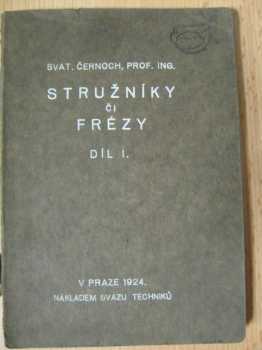 SVAT. ČERNOCH, PROF. ING.
STRUŽNÍKY
ČI
FRÉZY
DÍL I.
V PRAZE 1924.
NÁKLADEM SVAZU TECHNIKŮ